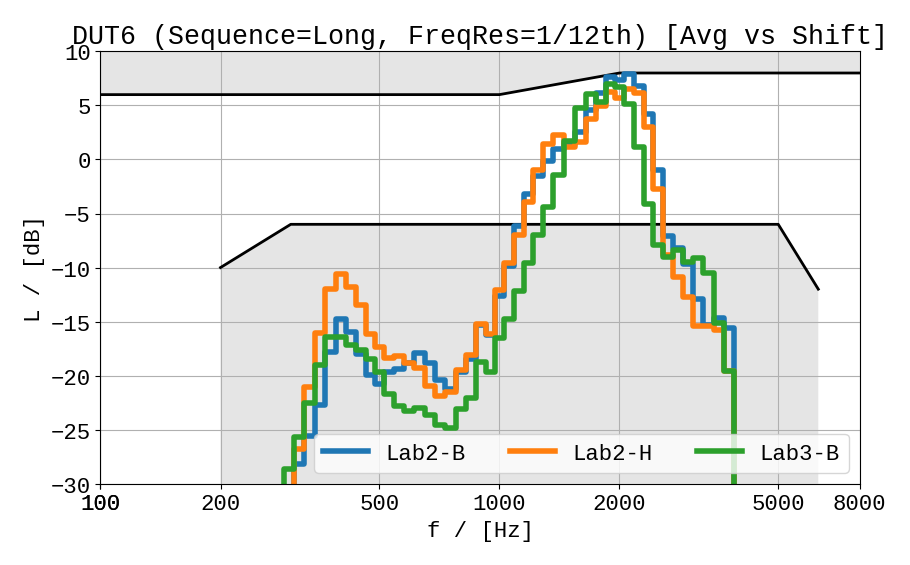 DUT6 (Sequence=Long, FreqRes=1/12th) [Avg vs Shift]
10
5
0
−5
−10
−15
−20
−25
−30
L / [dB]
Lab2-B Lab2-H Lab3-B
100 200 500 1000 2000 5000 8000
f / [Hz]